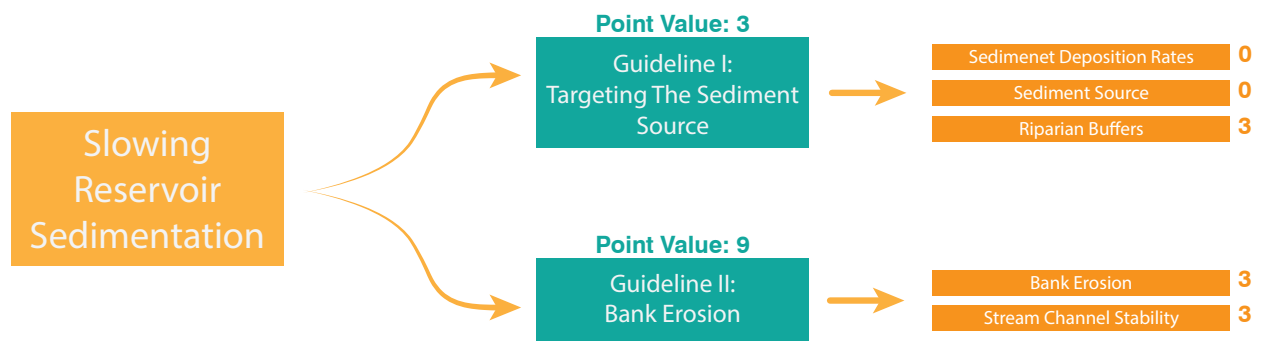 Slowing
Reservoir
Sedimentation
Point Value: 3
Guideline I:
Targeting The Sediment
Source
Sedimenet Deposition Rates 0
Sediment Source 0
Riparian Buffers 3
Point Value: 9
Guideline II:
Bank Erosion
Bank Erosion 3
Stream Channel Stability 3